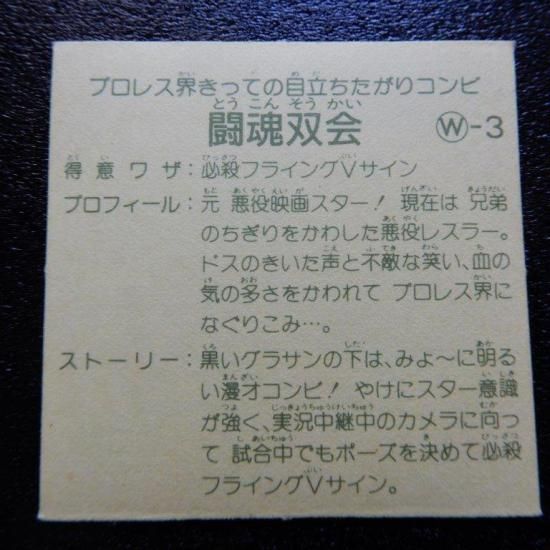 プロレス界きっての目立ちたがりコンビ
闘魂双会 Ⓦ-3
得意ワザ:必殺フライングVサイン
プロフィール:元 悪役映画スター! 現在は 兄弟
のちぎりをかわした悪役レスラー。
ドスのきいた声と不敵な笑い、血の
気の多さをかわれて プロレス界に
なぐりこみ…。
ストーリー:黒いグラサンの下は、みょ〜に明る
い漫才コンビ! やけにスター意識
が強く、実況中継中のカメラに向っ
て 試合中でもポーズを決めて必殺
フライングVサイン。